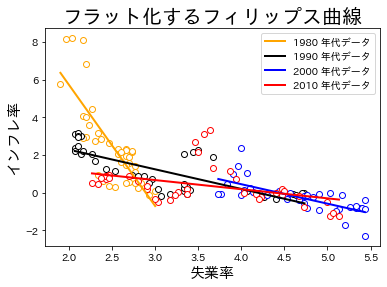 フラット化するフィリップス曲線
1980 年代データ
1990 年代データ
2000 年代データ
2010 年代データ
インフレ率
8
6
4
2
0
−2
2.0 2.5 3.0 3.5 4.0 4.5 5.0 5.5
失業率